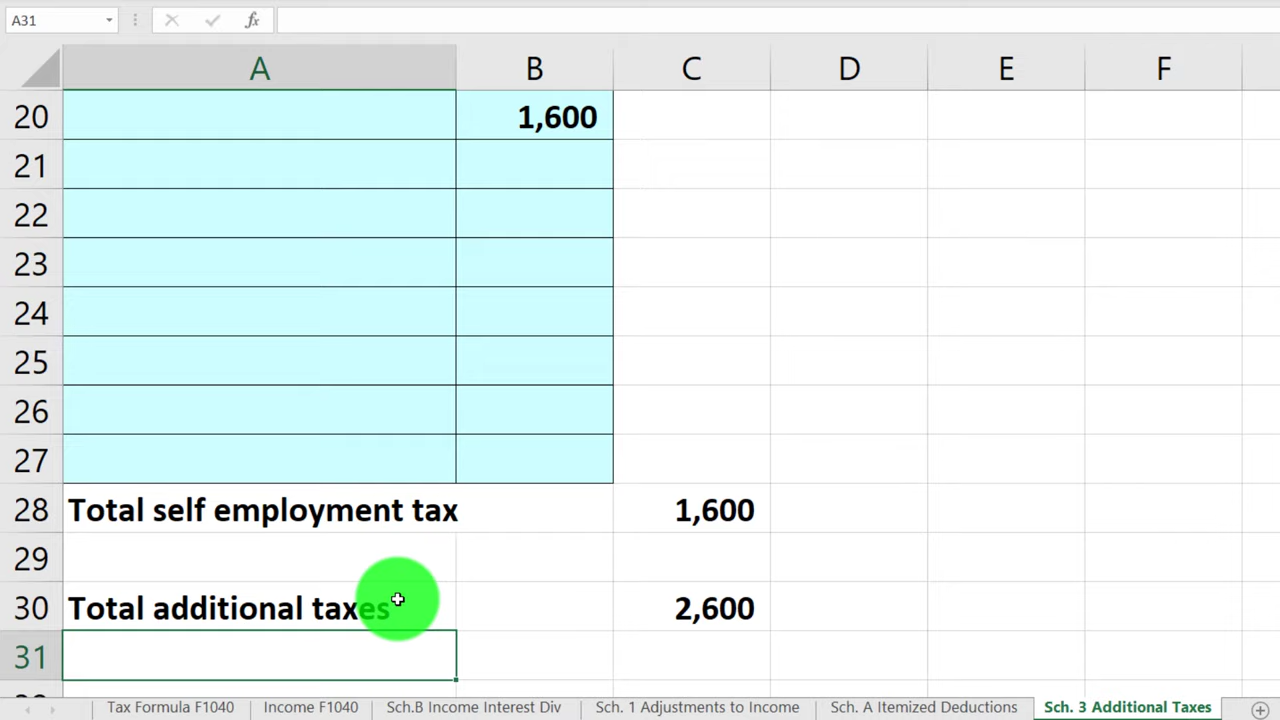 A31 fx
A B C D E F
20 1,600
21
22
23
24
25
26
27
28 Total self employment tax 1,600
29
30 Total additional taxes 2,600
31
Tax Formula F1040 Income F1040 Sch.B Income Interest Div Sch. 1 Adjustments to Income Sch. A Itemized Deductions Sch. 3 Additional Taxes